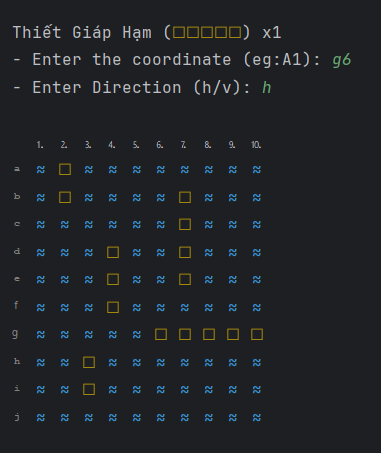 Thiết Giáp Hạm (□□□□□) x1
- Enter the coordinate (eg:A1): g6
- Enter Direction (h/v): h
1. 2. 3. 4. 5. 6. 7. 8. 9. 10.
a ≈ □ ≈ ≈ ≈ ≈ ≈ ≈ ≈ ≈
b ≈ □ ≈ ≈ ≈ ≈ □ ≈ ≈ ≈
c ≈ ≈ ≈ ≈ ≈ ≈ □ ≈ ≈ ≈
d ≈ ≈ ≈ □ ≈ ≈ □ ≈ ≈ ≈
e ≈ ≈ ≈ □ ≈ ≈ □ ≈ ≈ ≈
f ≈ ≈ ≈ □ ≈ ≈ ≈ ≈ ≈ ≈
g ≈ ≈ ≈ ≈ ≈ □ □ □ □ □
h ≈ ≈ □ ≈ ≈ ≈ ≈ ≈ ≈ ≈
i ≈ ≈ □ ≈ ≈ ≈ ≈ ≈ ≈ ≈
j ≈ ≈ ≈ ≈ ≈ ≈ ≈ ≈ ≈ ≈